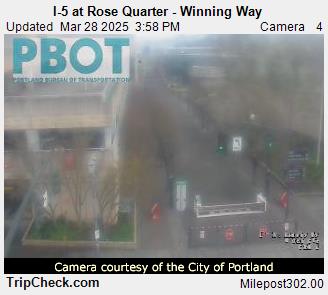 I-5 at Rose Quarter - Winning Way
Updated Mar 28 2025 3:58 PM Camera 4
PBOT
PORTLAND BUREAU OF TRANSPORTATION
Camera courtesy of the City of Portland
TripCheck.com Milepost302.00